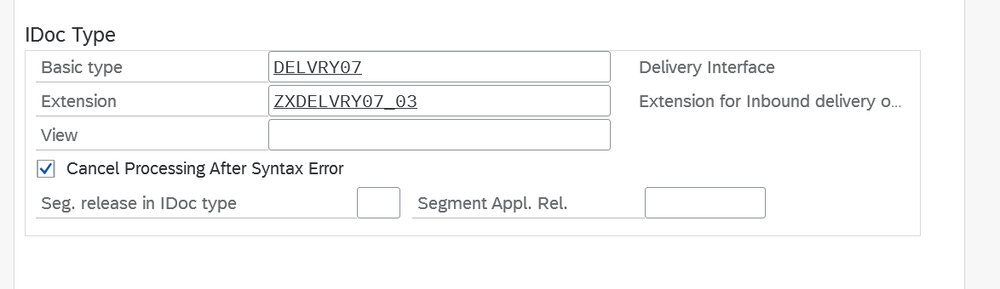 IDoc Type
Basic type DELVRY07 Delivery Interface
Extension ZXDELVRY07_03 Extension for Inbound delivery o...
View
Cancel Processing After Syntax Error
Seg. release in IDoc type Segment Appl. Rel.